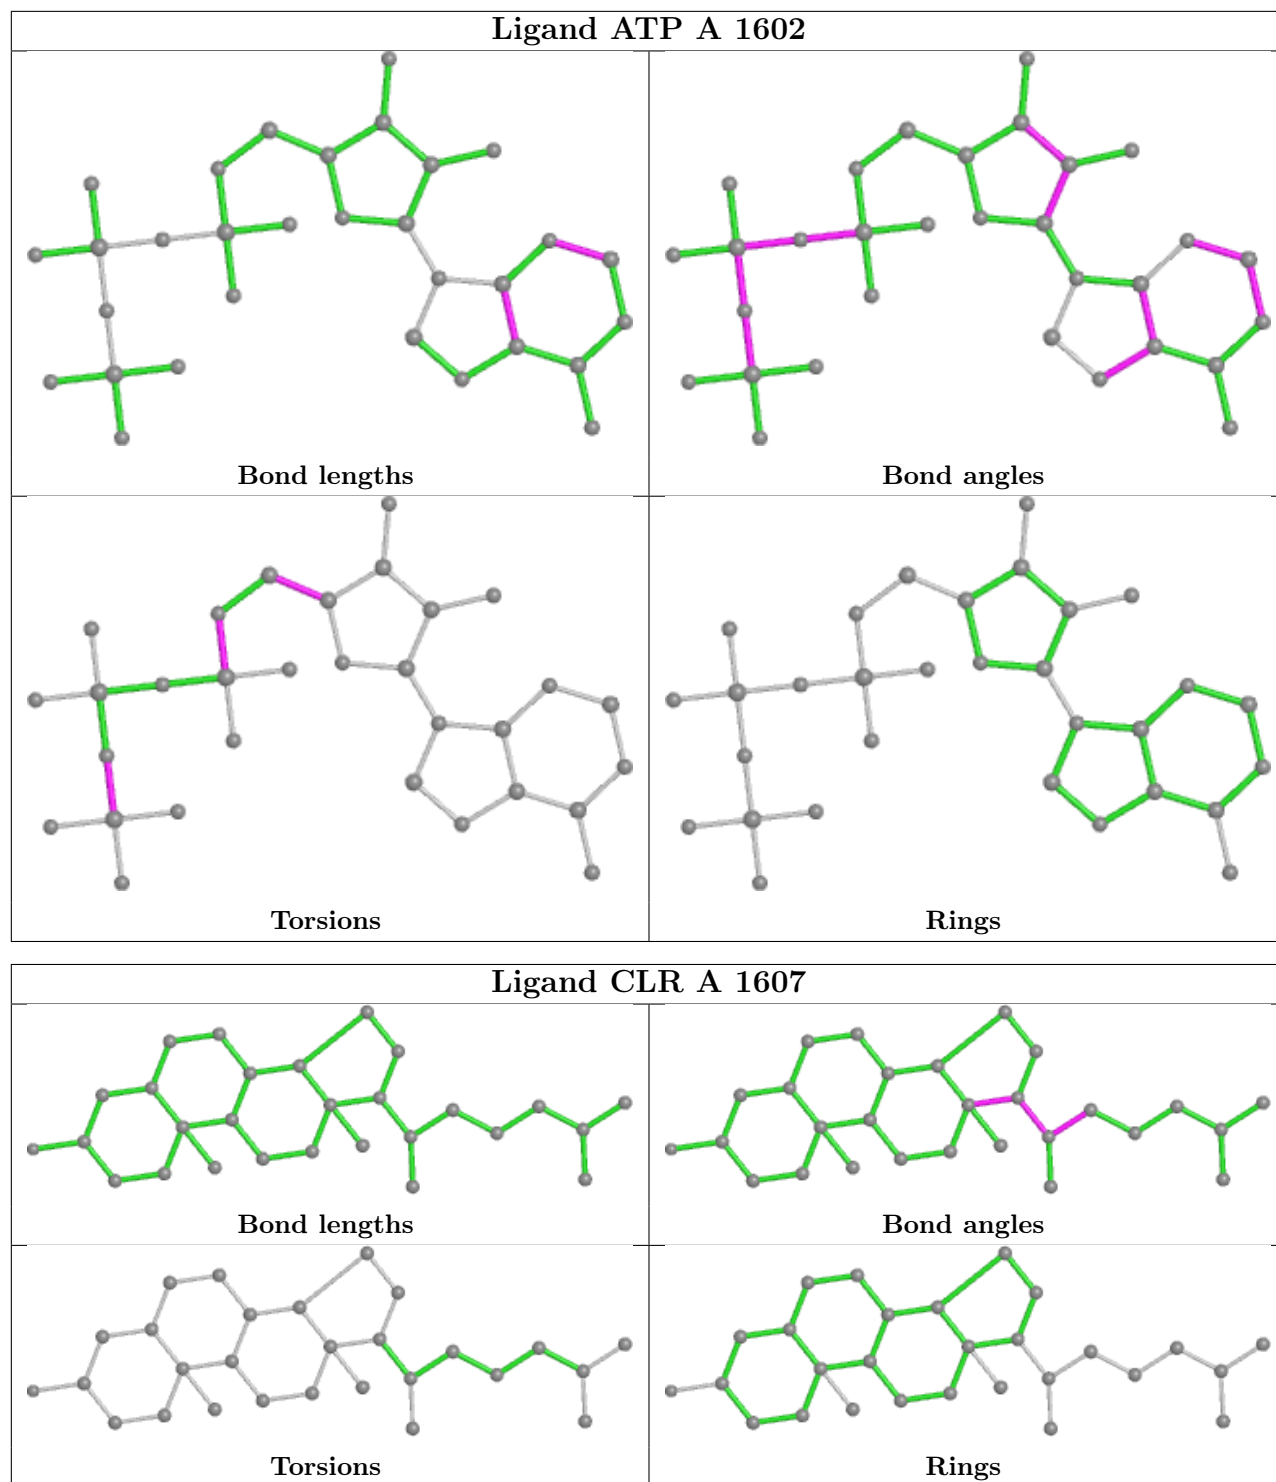 Ligand ATP A 1602
Bond lengths
Bond angles
Torsions
Rings
Ligand CLR A 1607
Bond lengths
Bond angles
Torsions
Rings